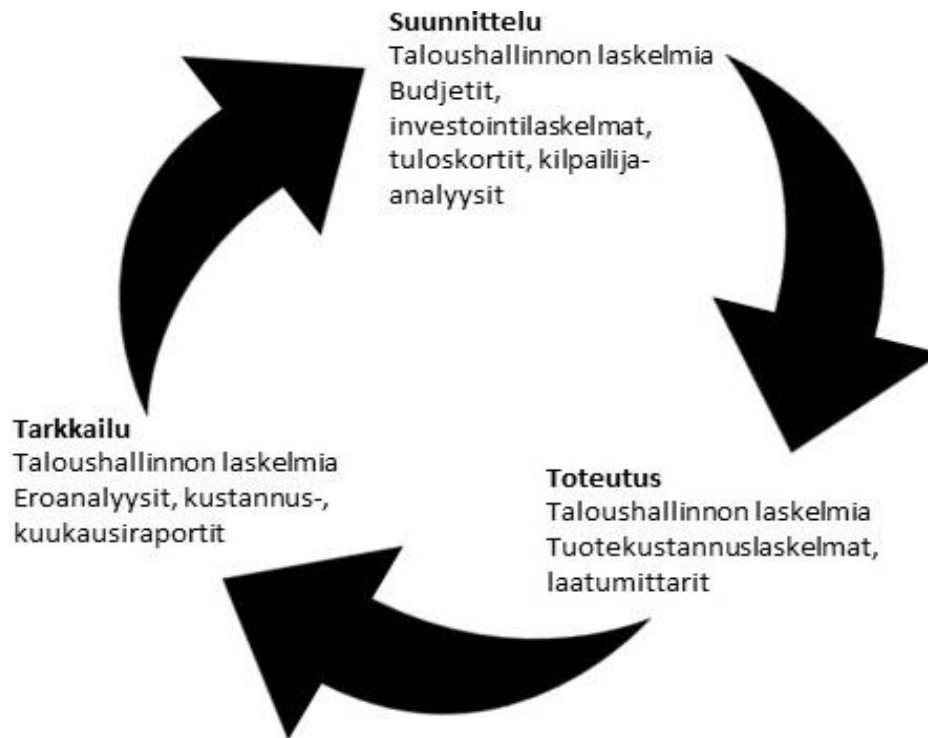 Suunnittelu
Taloushallinnon laskelmia
Budjetit,
investointilaskelmat,
tuloskortit, kilpailija-
analyysit
Toteutus
Taloushallinnon laskelmia
Tuotekustannuslaskelmat,
laatumittarit
Tarkkailu
Taloushallinnon laskelmia
Eroanalyysit, kustannus-,
kuukausiraportit